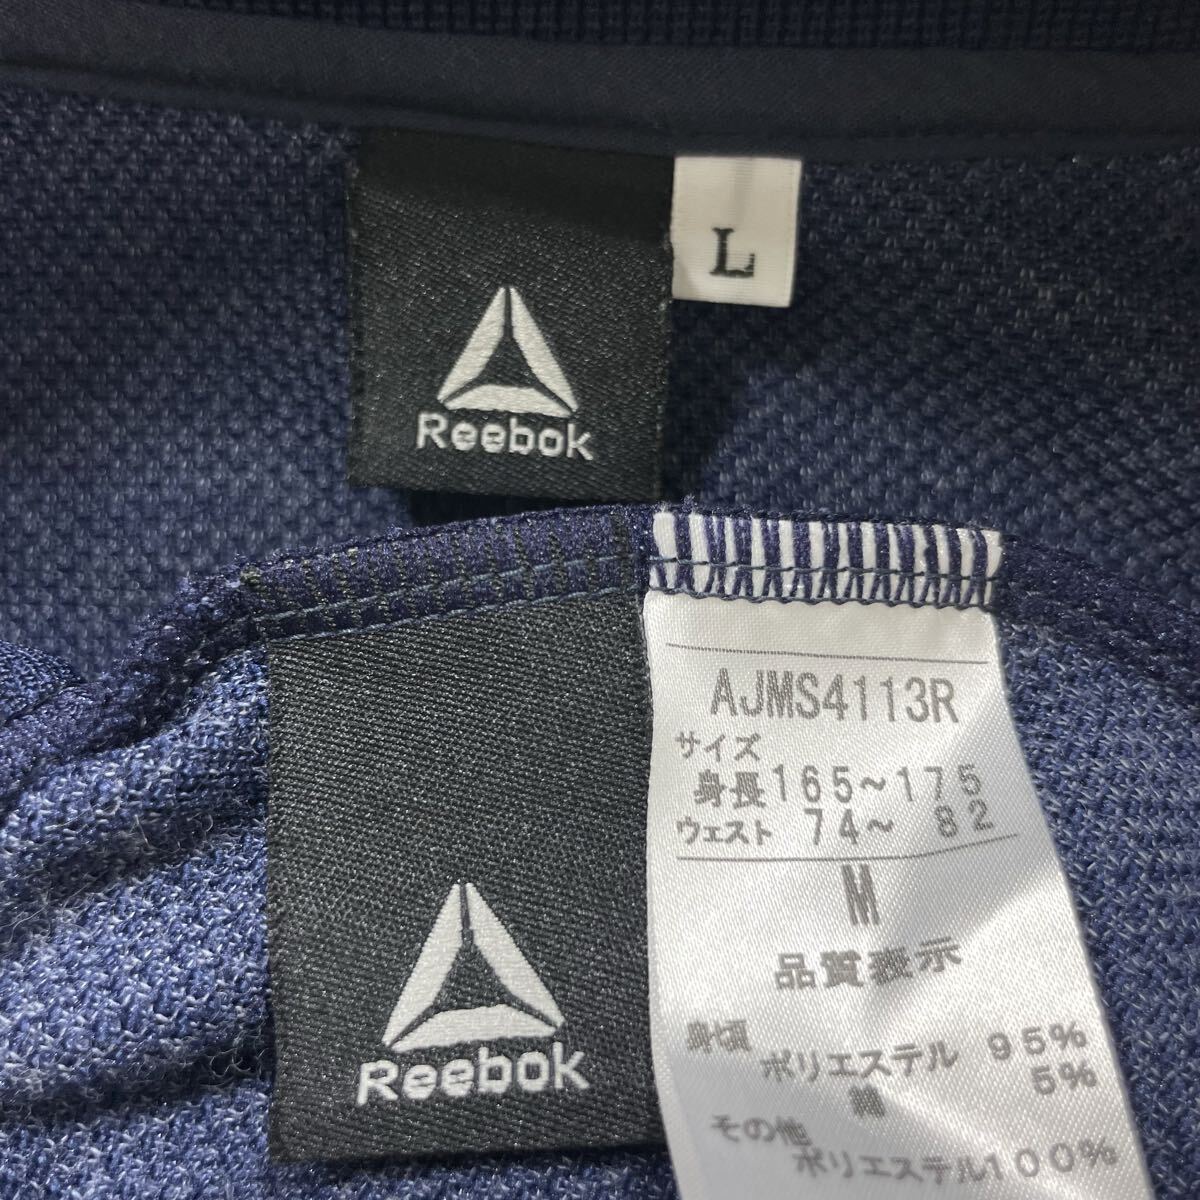 L
Reebok
AJMS4113R
サイズ
身長165～175
ウェスト 74～ 82
M
品質表示
身頃
ポリエステル 95%
綿 5%
その他
ポリエステル100%
Reebok